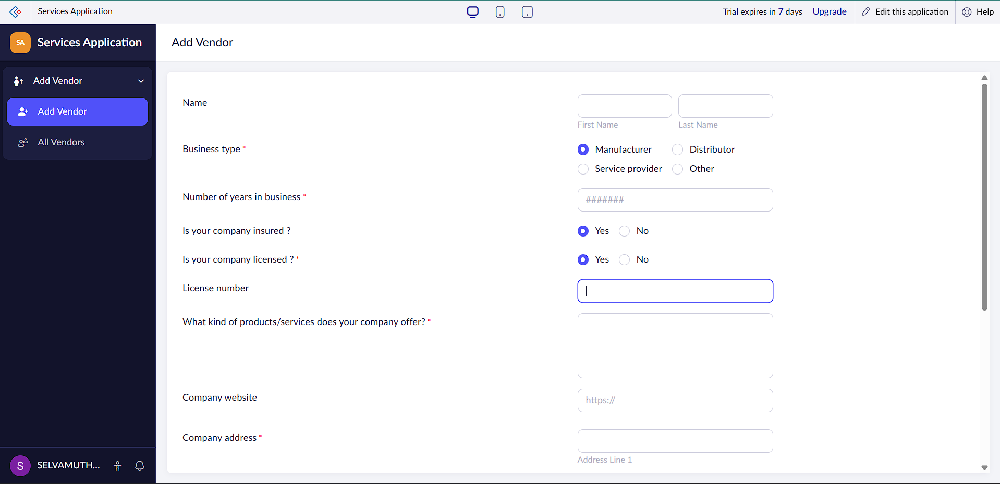 Services Application
Trial expires in 7 days Upgrade
Edit this application
Help
SA Services Application
Add Vendor
Add Vendor
All Vendors
SELVAMUTH...
S
Add Vendor
Name
First Name Last Name
Business type *
Manufacturer Distributor
Service provider Other
Number of years in business *
#######
Is your company insured ?
Yes No
Is your company licensed ? *
Yes No
License number
What kind of products/services does your company offer? *
Company website
https://
Company address *
Address Line 1